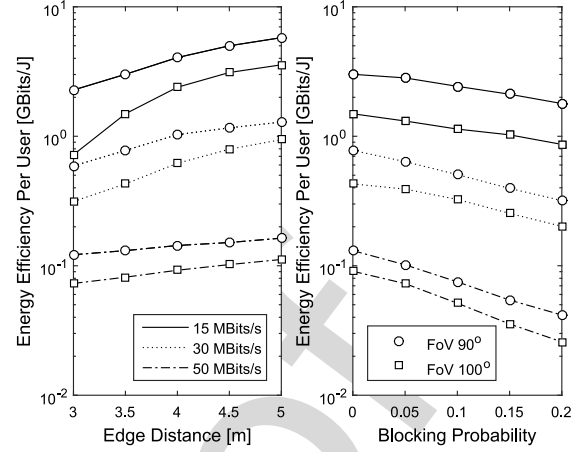 Energy Efficiency Per User [GBits/J]
10^1
10^0
10^-1
10^-2
3 3.5 4 4.5 5
Edge Distance [m]
15 MBits/s
30 MBits/s
50 MBits/s
Energy Efficiency Per User [GBits/J]
10^1
10^0
10^-1
10^-2
0 0.05 0.1 0.15 0.2
Blocking Probability
FoV 90°
FoV 100°